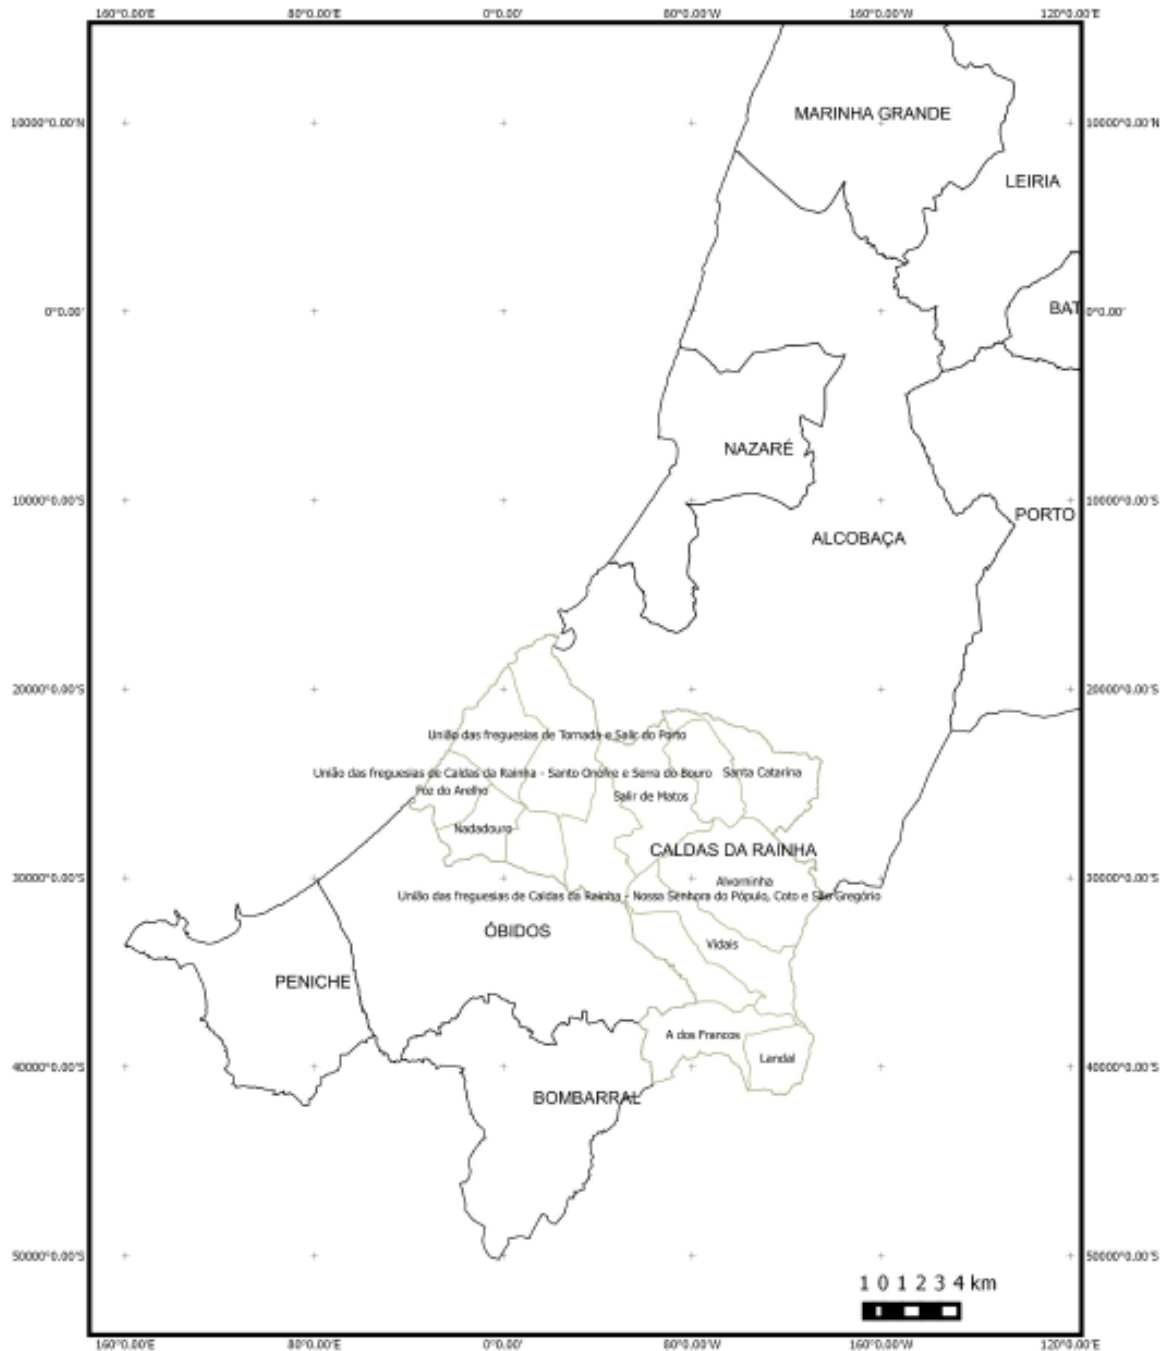 160°0.00'E 80°0.00'E 0°0.00' 80°0.00'W 160°0.00'W 120°0.00'E
10000°0.00'N MARINHA GRANDE 10000°0.00'N
LEIRIA
0°0.00' BAT 0°0.00'
NAZARÉ
10000°0.00'S 10000°0.00'S
PORTO
ALCOBAÇA
20000°0.00'S 20000°0.00'S
União das freguesias de Tornada e Salir do Porto
União das freguesias de Caldas da Rainha - Santo Onofre e Serra do Bouro
Santa Catarina
Foz do Arelho
Salir de Matos
Nadadouro
CALDAS DA RAINHA
30000°0.00'S Alvorninha 30000°0.00'S
União das freguesias de Caldas da Rainha - Nossa Senhora do Pópulo, Coto e São Gregório
ÓBIDOS
Vidais
PENICHE
A dos Francos
Landal
40000°0.00'S 40000°0.00'S
BOMBARRAL
50000°0.00'S 50000°0.00'S
1 0 1 2 3 4 km
160°0.00'E 80°0.00'E 0°0.00' 80°0.00'W 160°0.00'W 120°0.00'E